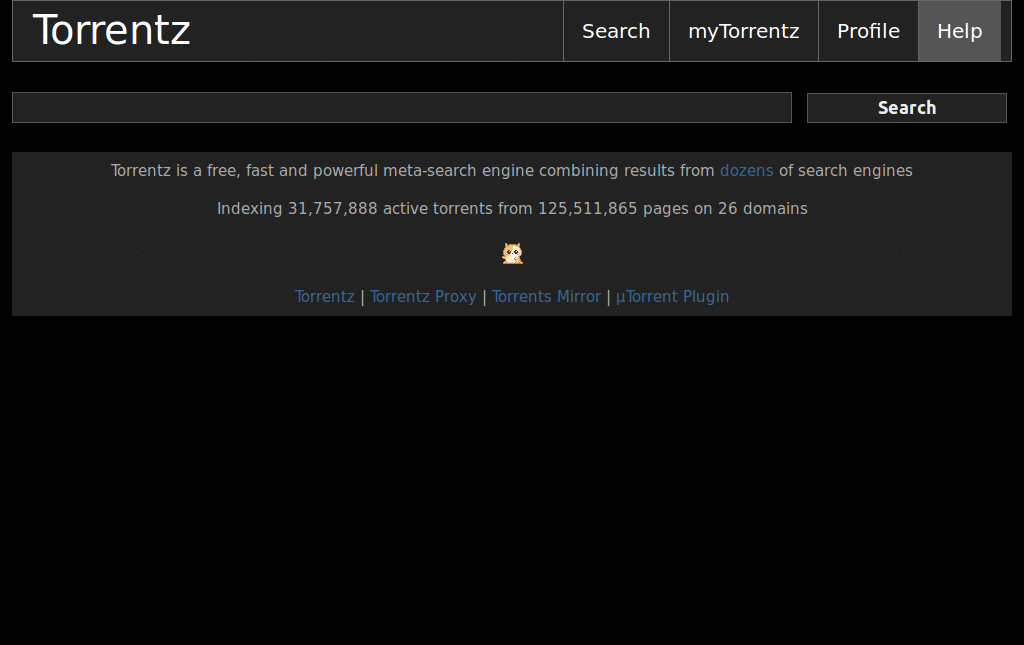 Torrentz Search myTorrentz Profile Help
Search
Torrentz is a free, fast and powerful meta-search engine combining results from dozens of search engines
Indexing 31,757,888 active torrents from 125,511,865 pages on 26 domains
Torrentz | Torrentz Proxy | Torrents Mirror | µTorrent Plugin